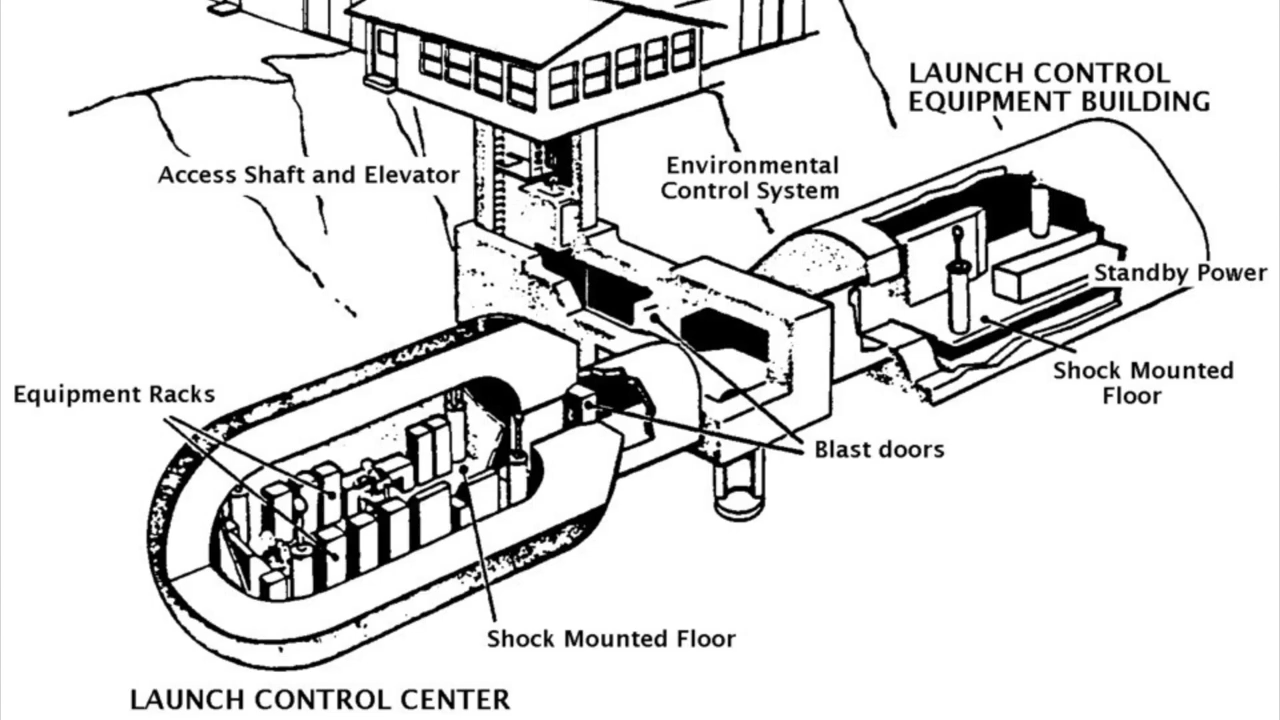 LAUNCH CONTROL
EQUIPMENT BUILDING
Access Shaft and Elevator
Environmental
Control System
Standby Power
Shock Mounted
Floor
Equipment Racks
Blast doors
Shock Mounted Floor
LAUNCH CONTROL CENTER